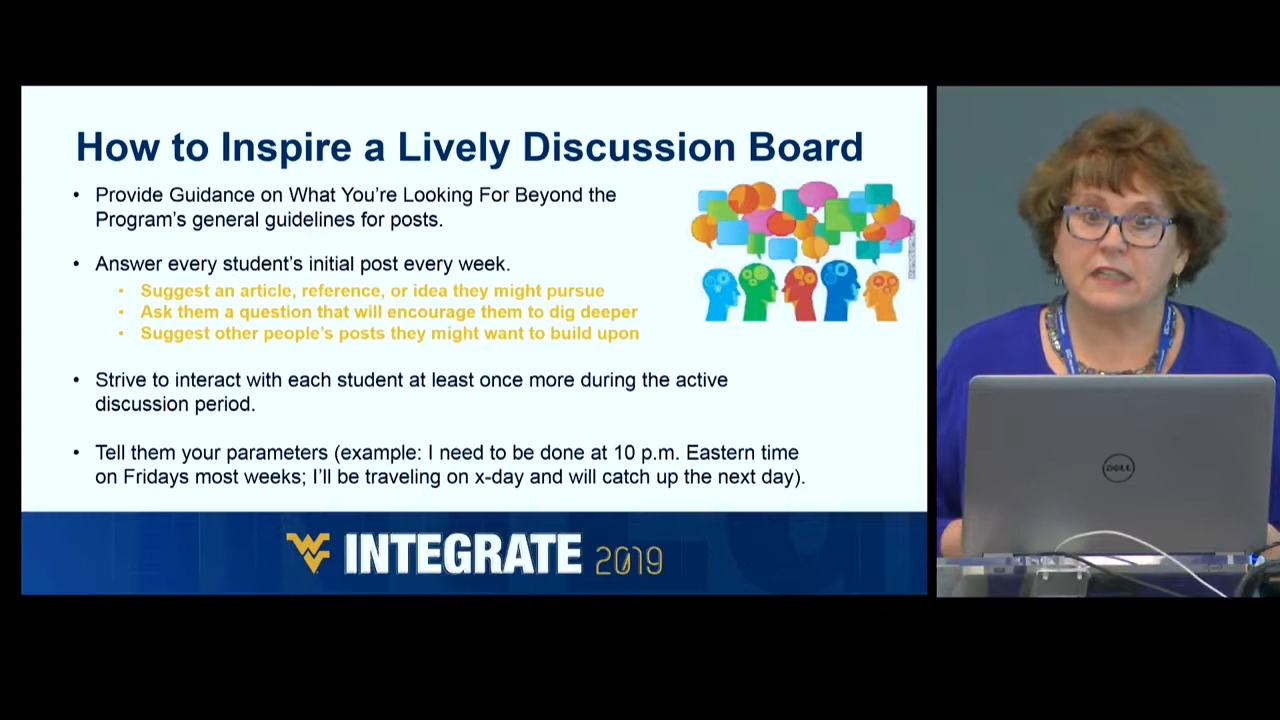 How to Inspire a Lively Discussion Board
• Provide Guidance on What You’re Looking For Beyond the
Program’s general guidelines for posts.
• Answer every student’s initial post every week.
• Suggest an article, reference, or idea they might pursue
• Ask them a question that will encourage them to dig deeper
• Suggest other people’s posts they might want to build upon
• Strive to interact with each student at least once more during the active
discussion period.
• Tell them your parameters (example: I need to be done at 10 p.m. Eastern time
on Fridays most weeks; I’ll be traveling on x-day and will catch up the next day).
WV INTEGRATE 2019
DELL